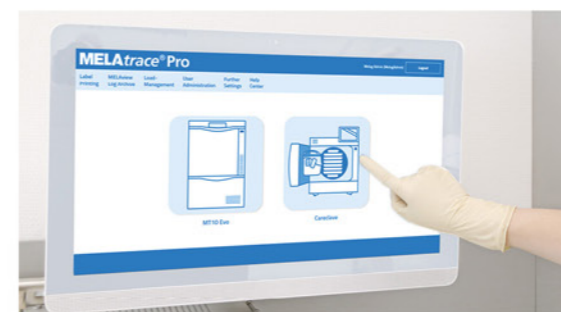 MELAtrace® Pro
Logout
Label Printing
MELAview Log Archive
Load-Management
User Administration
Further Settings
Help Center
MT10 Evo
Careclave